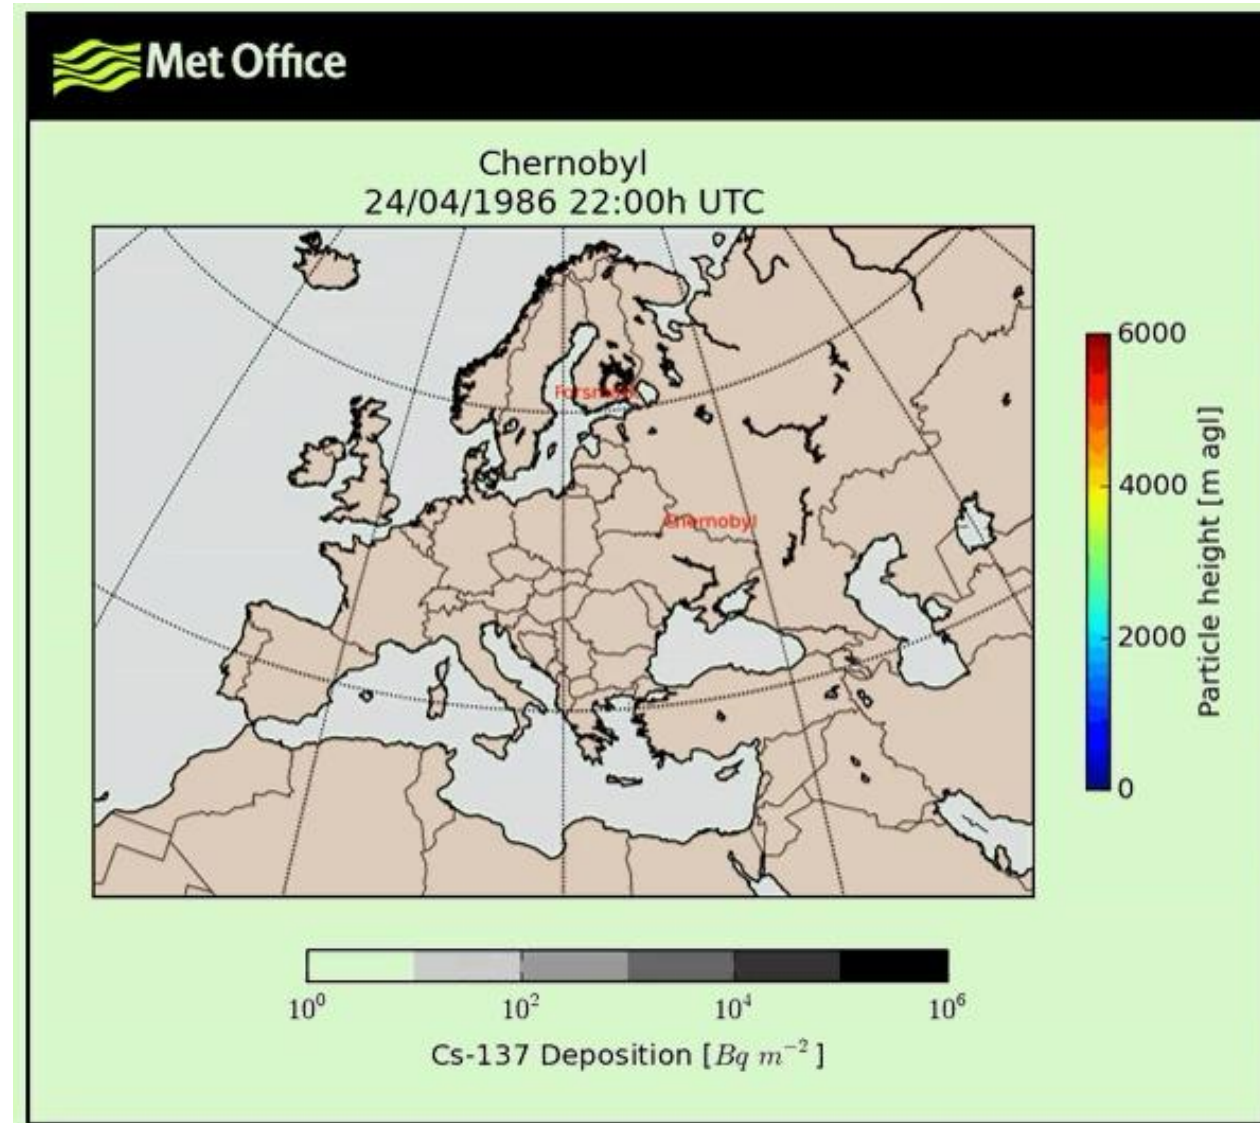 Met Office
Chernobyl
24/04/1986 22:00h UTC
Forsmark
Chernobyl
6000
4000
2000
0
Particle height [m agl]
10⁰ 10² 10⁴ 10⁶
Cs-137 Deposition [Bq m⁻²]